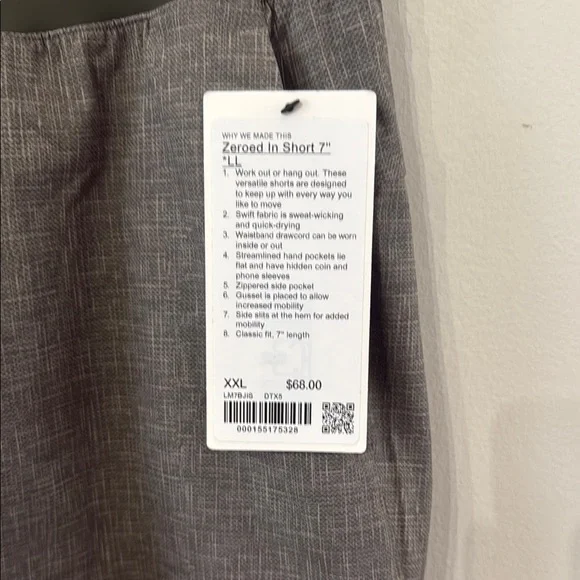 WHY WE MADE THIS
Zeroed In Short 7"
*LL
1. Work out or hang out. These
versatile shorts are designed
to keep up with every way you
like to move
2. Swift fabric is sweat-wicking
and quick-drying
3. Waistband drawcord can be worn
inside or out
4. Streamlined hand pockets lie
flat and have hidden coin and
phone sleeves
5. Zippered side pocket
6. Gusset is placed to allow
increased mobility
7. Side slits at the hem for added
mobility
8. Classic fit, 7" length
XXL $68.00
LM7BJIS DTXS
000155175328